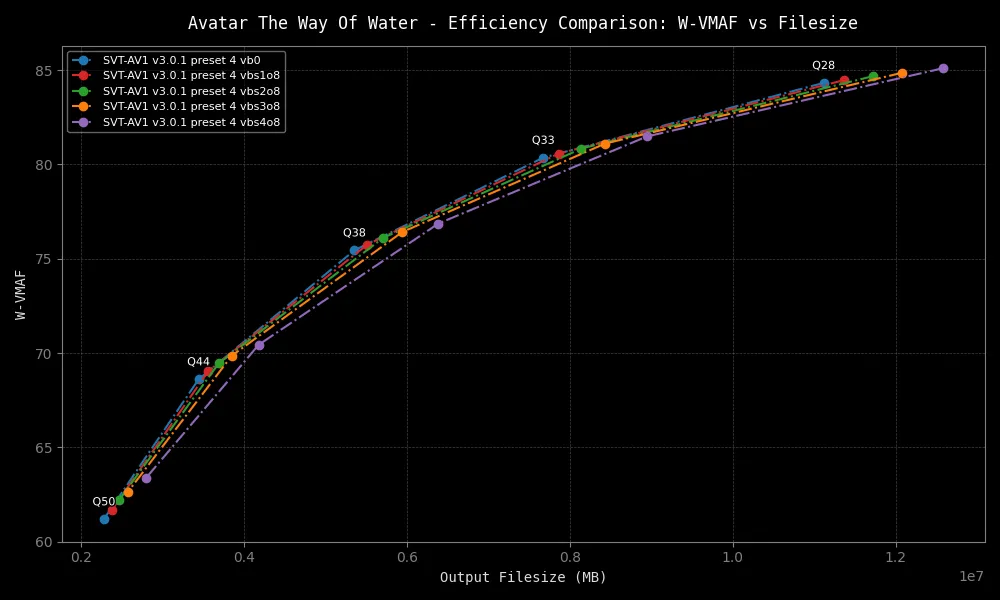 Avatar The Way Of Water - Efficiency Comparison: W-VMAF vs Filesize
SVT-AV1 v3.0.1 preset 4 vb0
SVT-AV1 v3.0.1 preset 4 vbs1o8
SVT-AV1 v3.0.1 preset 4 vbs2o8
SVT-AV1 v3.0.1 preset 4 vbs3o8
SVT-AV1 v3.0.1 preset 4 vbs4o8
Q28
Q33
Q38
Q44
Q50
85
80
75
70
65
60
W-VMAF
0.2 0.4 0.6 0.8 1.0 1.2
1e7
Output Filesize (MB)